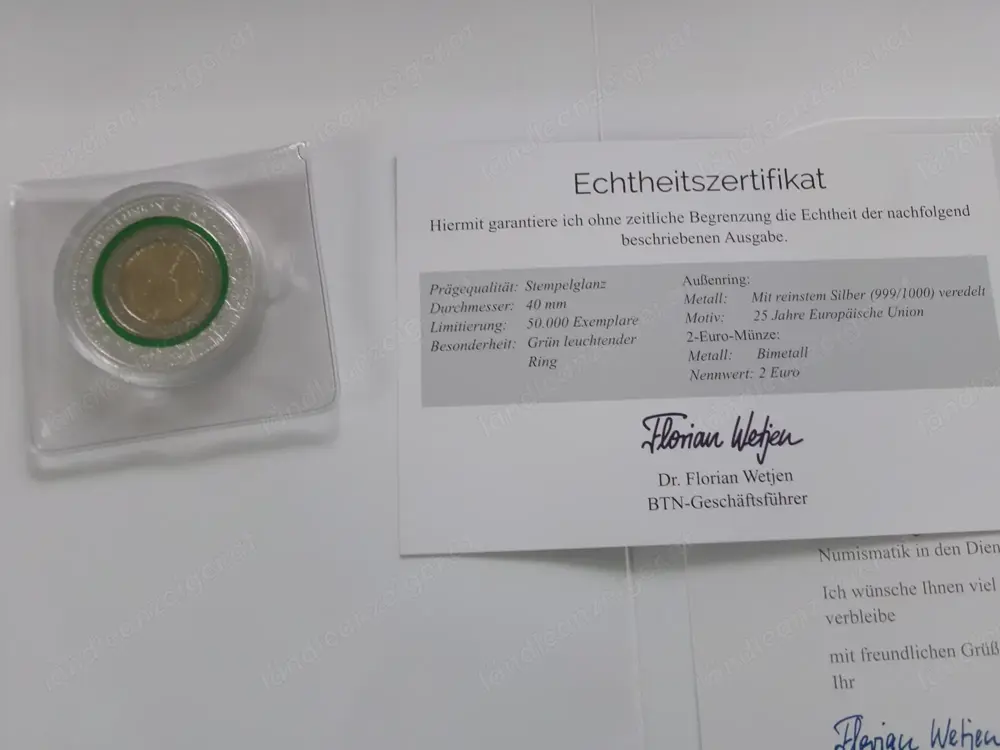 Echtheitszertifikat
Hiermit garantiere ich ohne zeitliche Begrenzung die Echtheit der nachfolgend
beschriebenen Ausgabe.
Prägequalität: Stempelglanz
Durchmesser: 40 mm
Limitierung: 50.000 Exemplare
Besonderheit: Grün leuchtender
Ring
Außenring:
Metall: Mit reinstem Silber (999/1000) veredelt
Motiv: 25 Jahre Europäische Union
2-Euro-Münze:
Metall: Bimetall
Nennwert: 2 Euro
Florian Wetjen
Dr. Florian Wetjen
BTN-Geschäftsführer
Numismatik in den Dien
Ich wünsche Ihnen viel
verbleibe
mit freundlichen Grüß
Ihr
Florian Wetjen